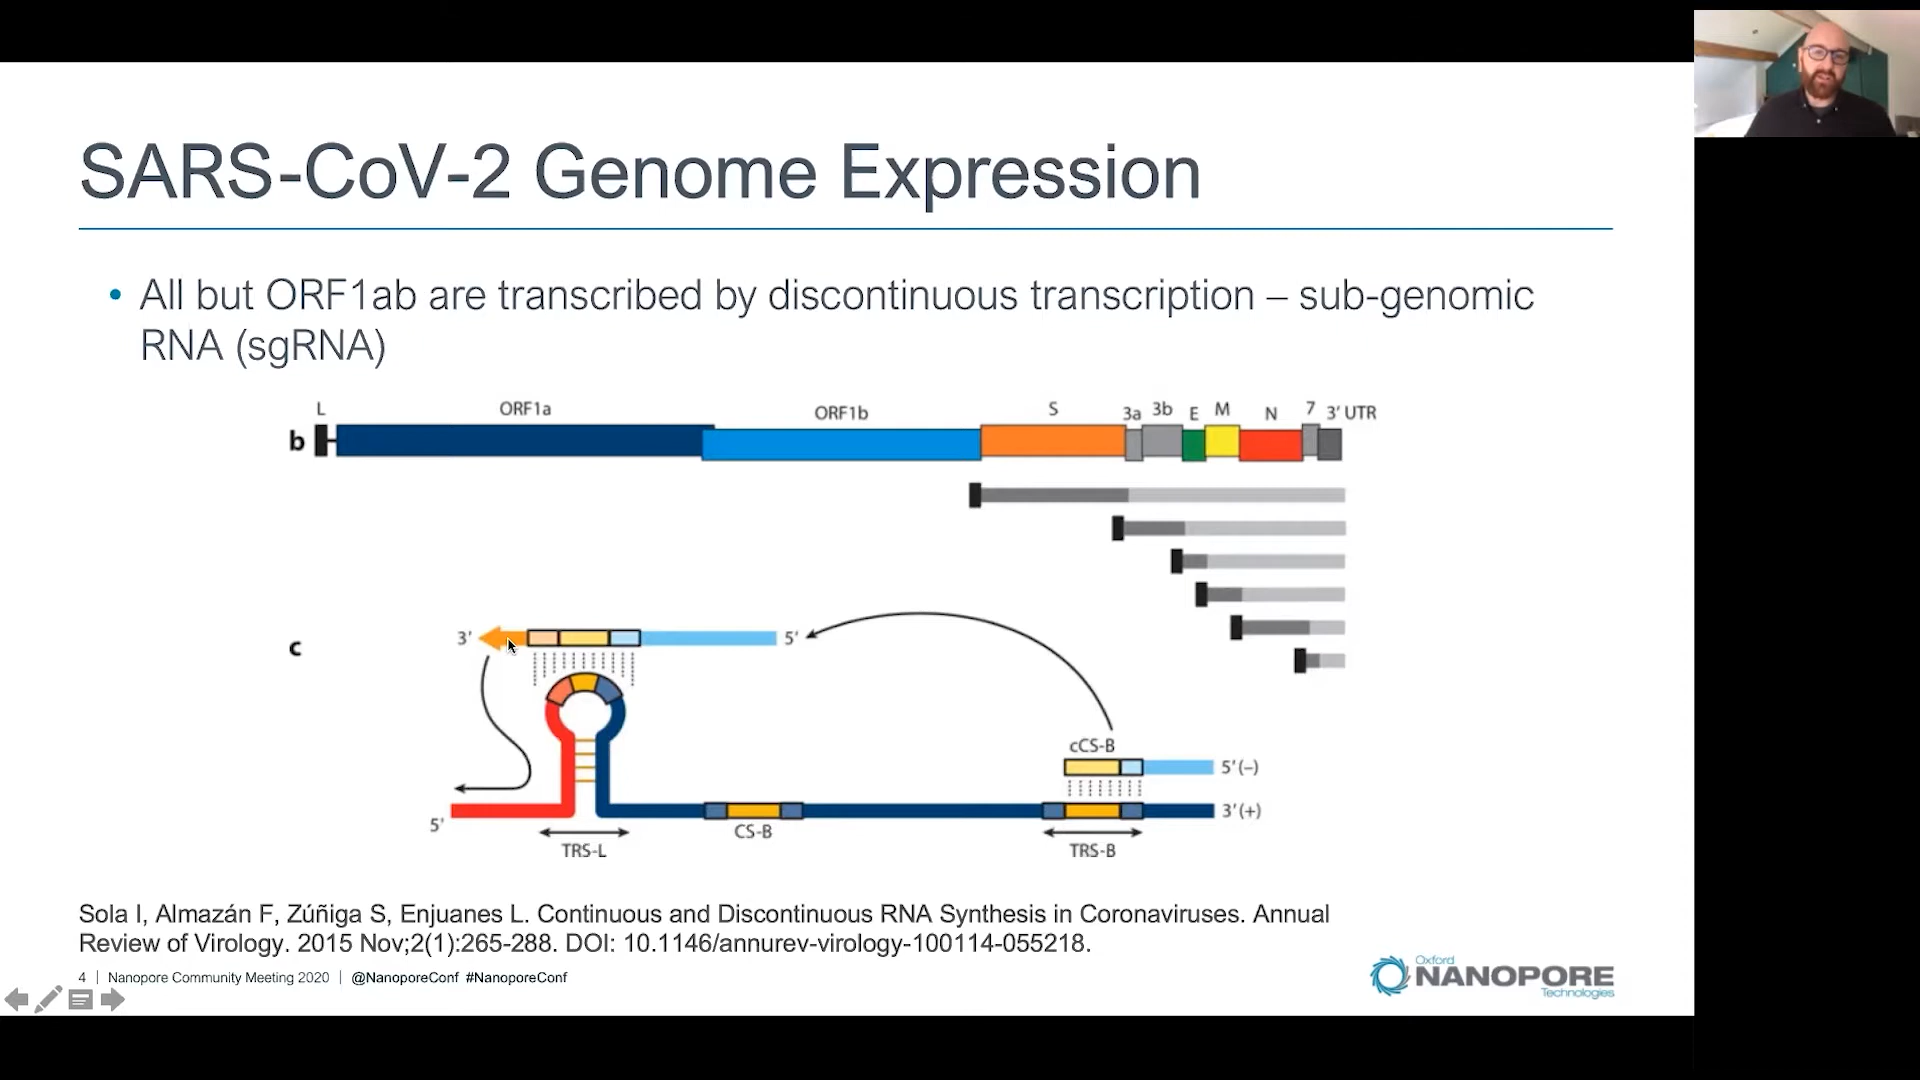 SARS-CoV-2 Genome Expression
• All but ORF1ab are transcribed by discontinuous transcription – sub-genomic
RNA (sgRNA)
L ORF1a ORF1b S 3a 3b E M N 7 3′ UTR
b
c
3′ 5′
cCS-B
5′(–)
3′(+)
5′
CS-B
TRS-L TRS-B
Sola I, Almazán F, Zúñiga S, Enjuanes L. Continuous and Discontinuous RNA Synthesis in Coronaviruses. Annual
Review of Virology. 2015 Nov;2(1):265-288. DOI: 10.1146/annurev-virology-100114-055218.
4 | Nanopore Community Meeting 2020 | @NanoporeConf #NanoporeConf
Oxford
NANOPORE
Technologies